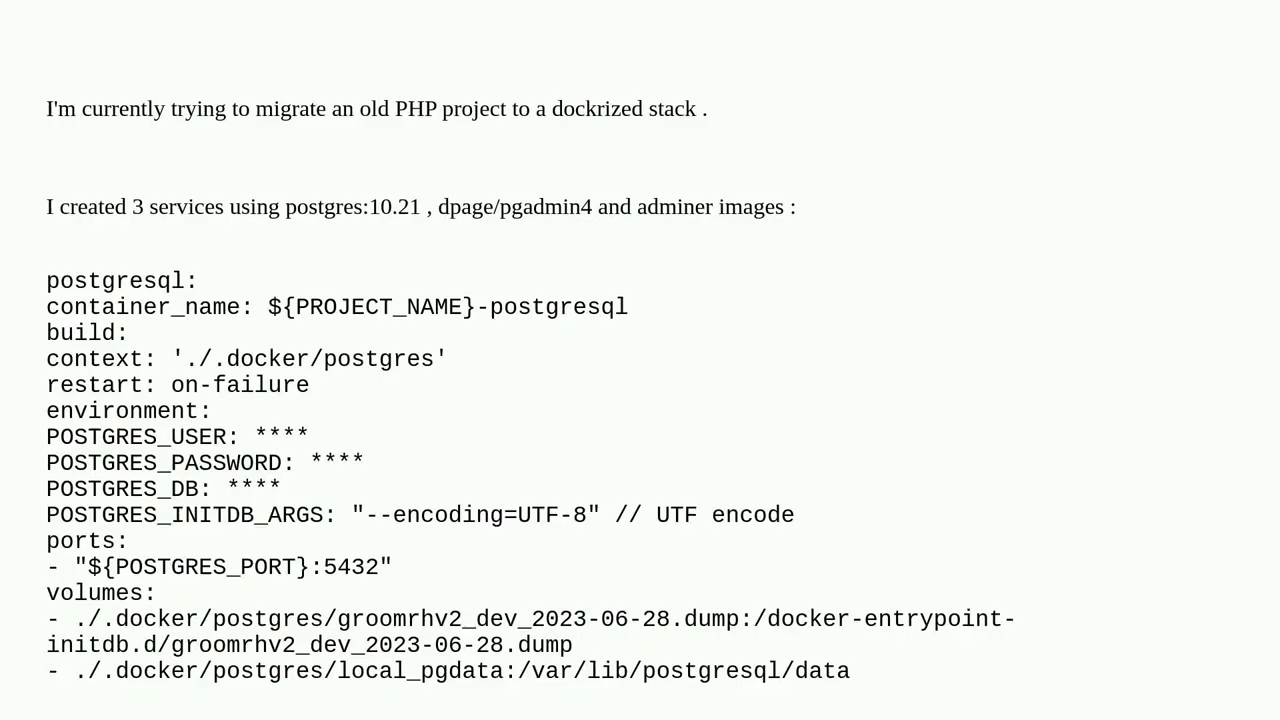 I'm currently trying to migrate an old PHP project to a dockrized stack .
I created 3 services using postgres:10.21 , dpage/pgadmin4 and adminer images :
postgresql:
container_name: ${PROJECT_NAME}-postgresql
build:
context: './.docker/postgres'
restart: on-failure
environment:
POSTGRES_USER: ****
POSTGRES_PASSWORD: ****
POSTGRES_DB: ****
POSTGRES_INITDB_ARGS: "--encoding=UTF-8" // UTF encode
ports:
- "${POSTGRES_PORT}:5432"
volumes:
- ./.docker/postgres/groomrhv2_dev_2023-06-28.dump:/docker-entrypoint-
initdb.d/groomrhv2_dev_2023-06-28.dump
- ./.docker/postgres/local_pgdata:/var/lib/postgresql/data